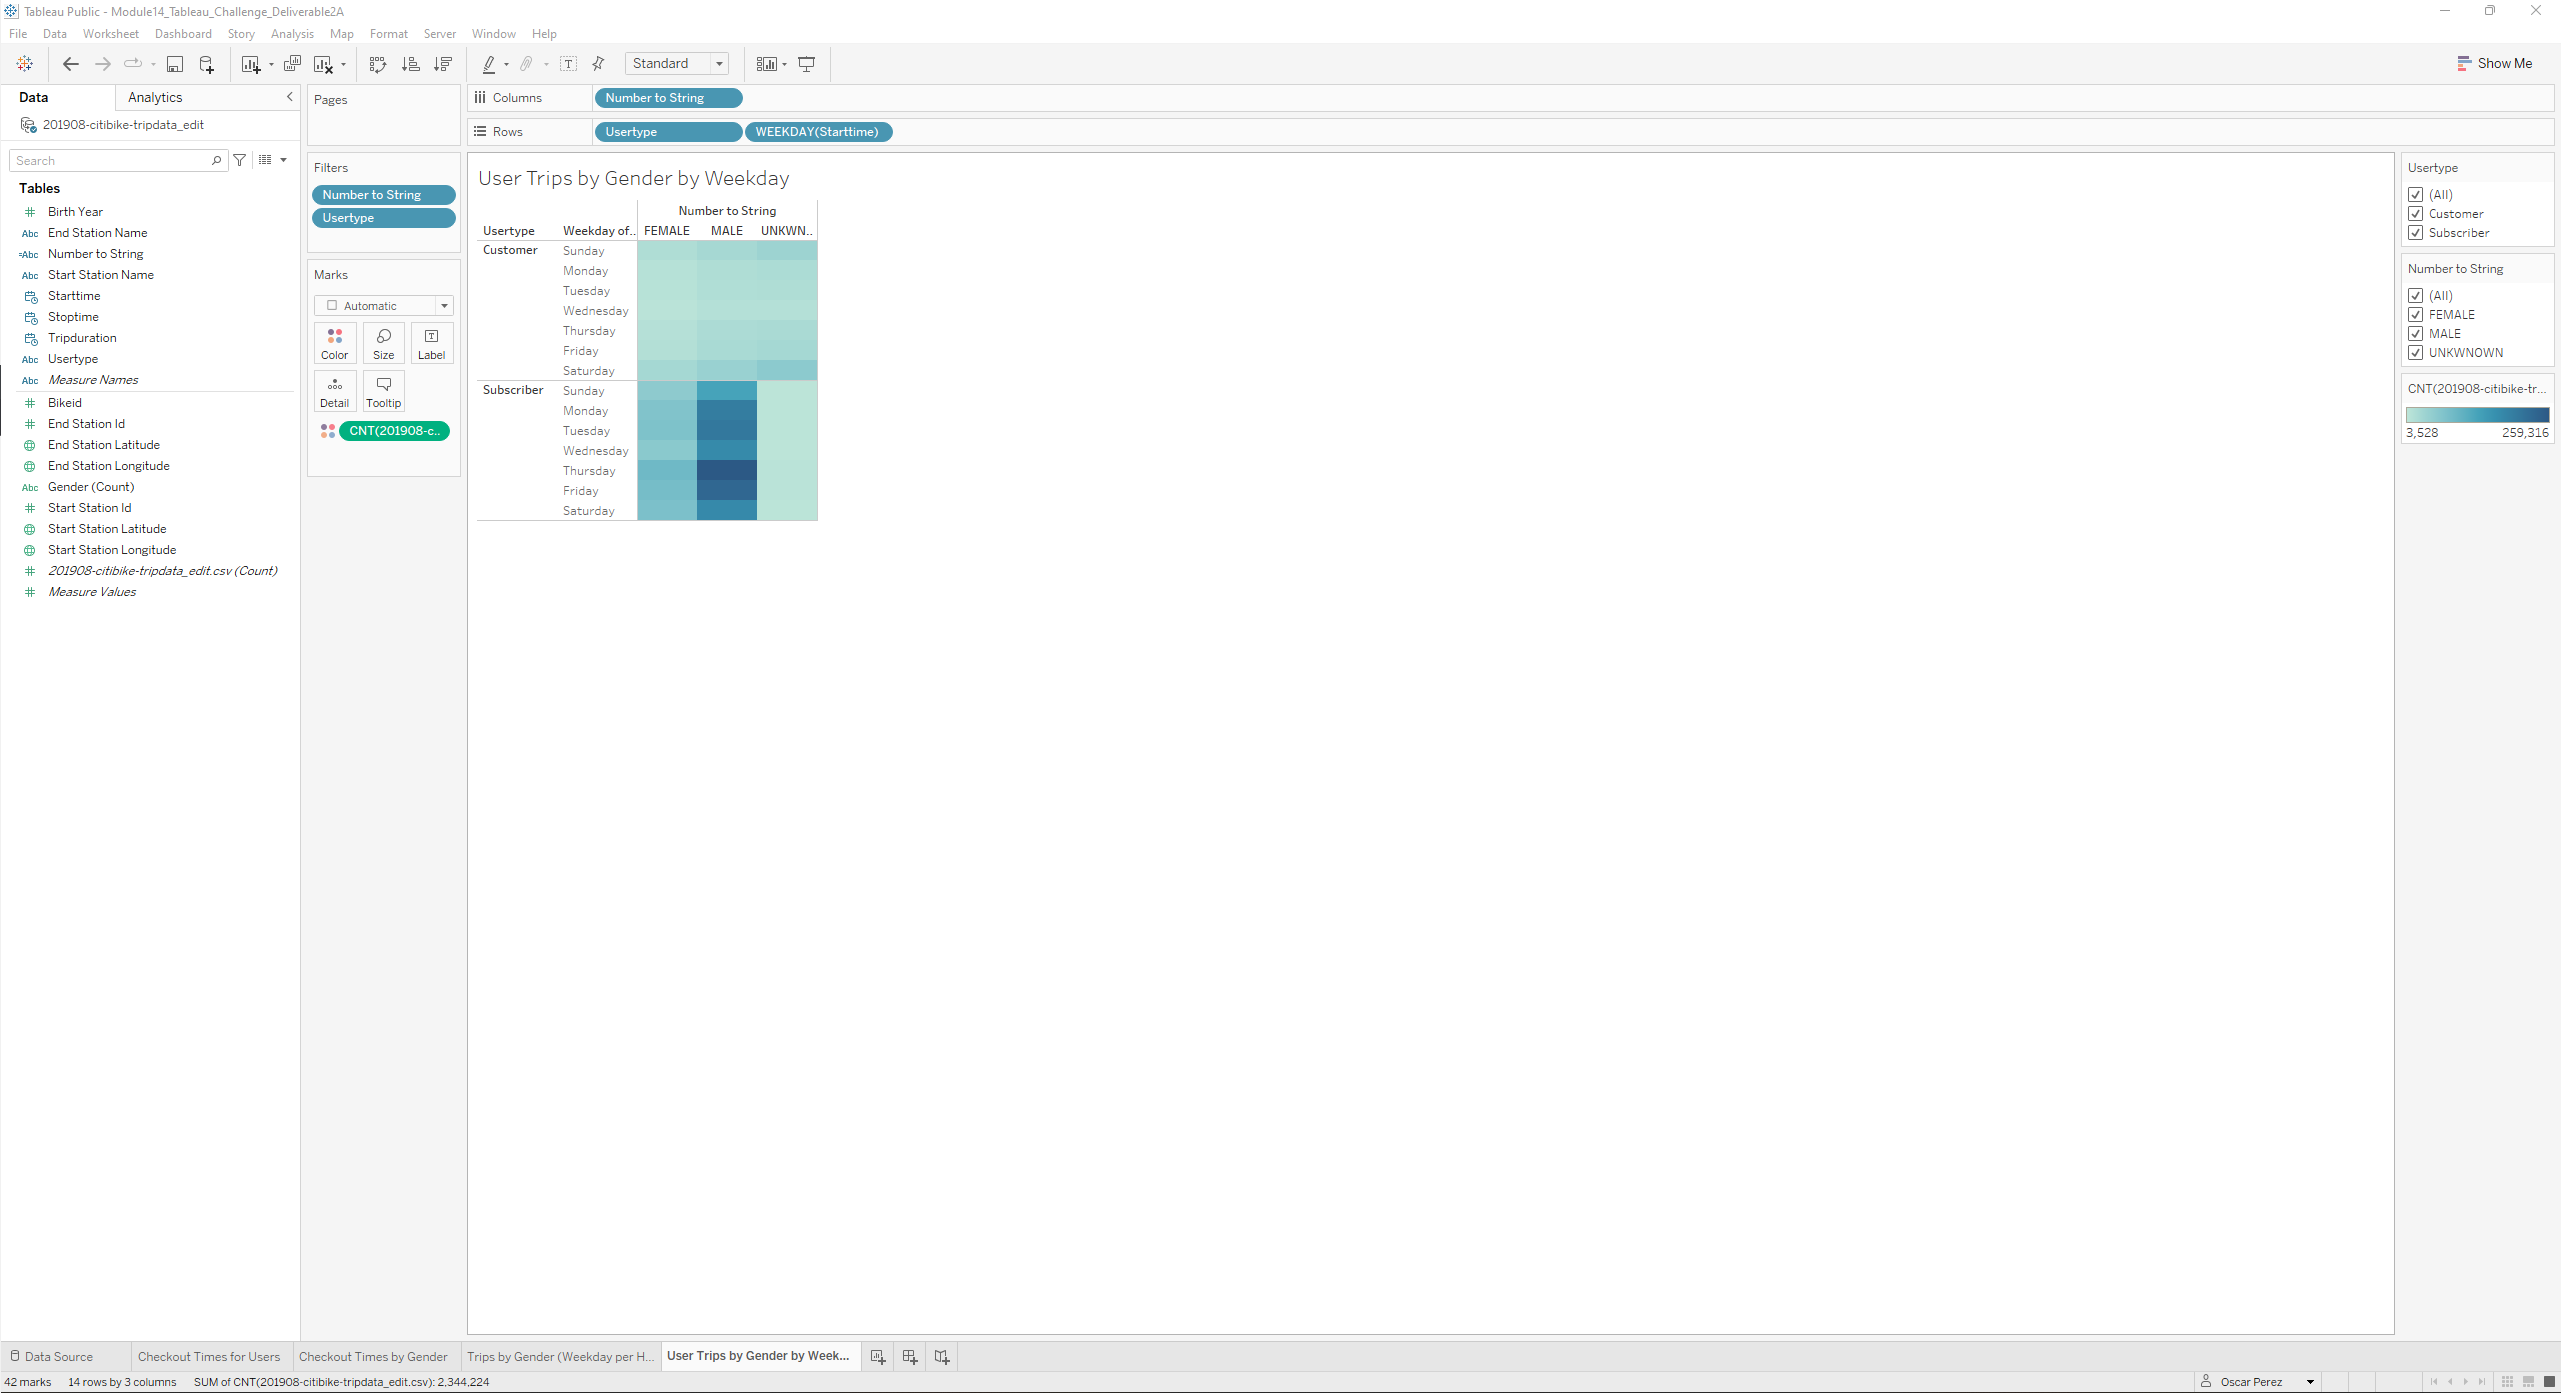 Tableau Public - Module14_Tableau_Challenge_Deliverable2A
File Data Worksheet Dashboard Story Analysis Map Format Server Window Help
Standard
Show Me
Data
Analytics
201908-citibike-tripdata_edit
Search
Tables
Birth Year
Abc End Station Name
=Abc Number to String
Abc Start Station Name
Starttime
Stoptime
Tripduration
Abc Usertype
Abc Measure Names
Bikeid
End Station Id
End Station Latitude
End Station Longitude
Abc Gender (Count)
Start Station Id
Start Station Latitude
Start Station Longitude
201908-citibike-tripdata_edit.csv (Count)
Measure Values
Pages
Filters
Number to String
Usertype
Marks
Automatic
Color Size Label
Detail Tooltip
CNT(201908-c..
Columns Number to String
Rows Usertype WEEKDAY(Starttime)
User Trips by Gender by Weekday
Number to String
Usertype Weekday of.. FEMALE MALE UNKWN..
Customer Sunday
Monday
Tuesday
Wednesday
Thursday
Friday
Saturday
Subscriber Sunday
Monday
Tuesday
Wednesday
Thursday
Friday
Saturday
Usertype
(All)
Customer
Subscriber
Number to String
(All)
FEMALE
MALE
UNKWNOWN
CNT(201908-citibike-tr...
3,528 259,316
Data Source Checkout Times for Users Checkout Times by Gender Trips by Gender (Weekday per H... User Trips by Gender by Week...
42 marks 14 rows by 3 columns SUM of CNT(201908-citibike-tripdata_edit.csv): 2,344,224
Oscar Perez